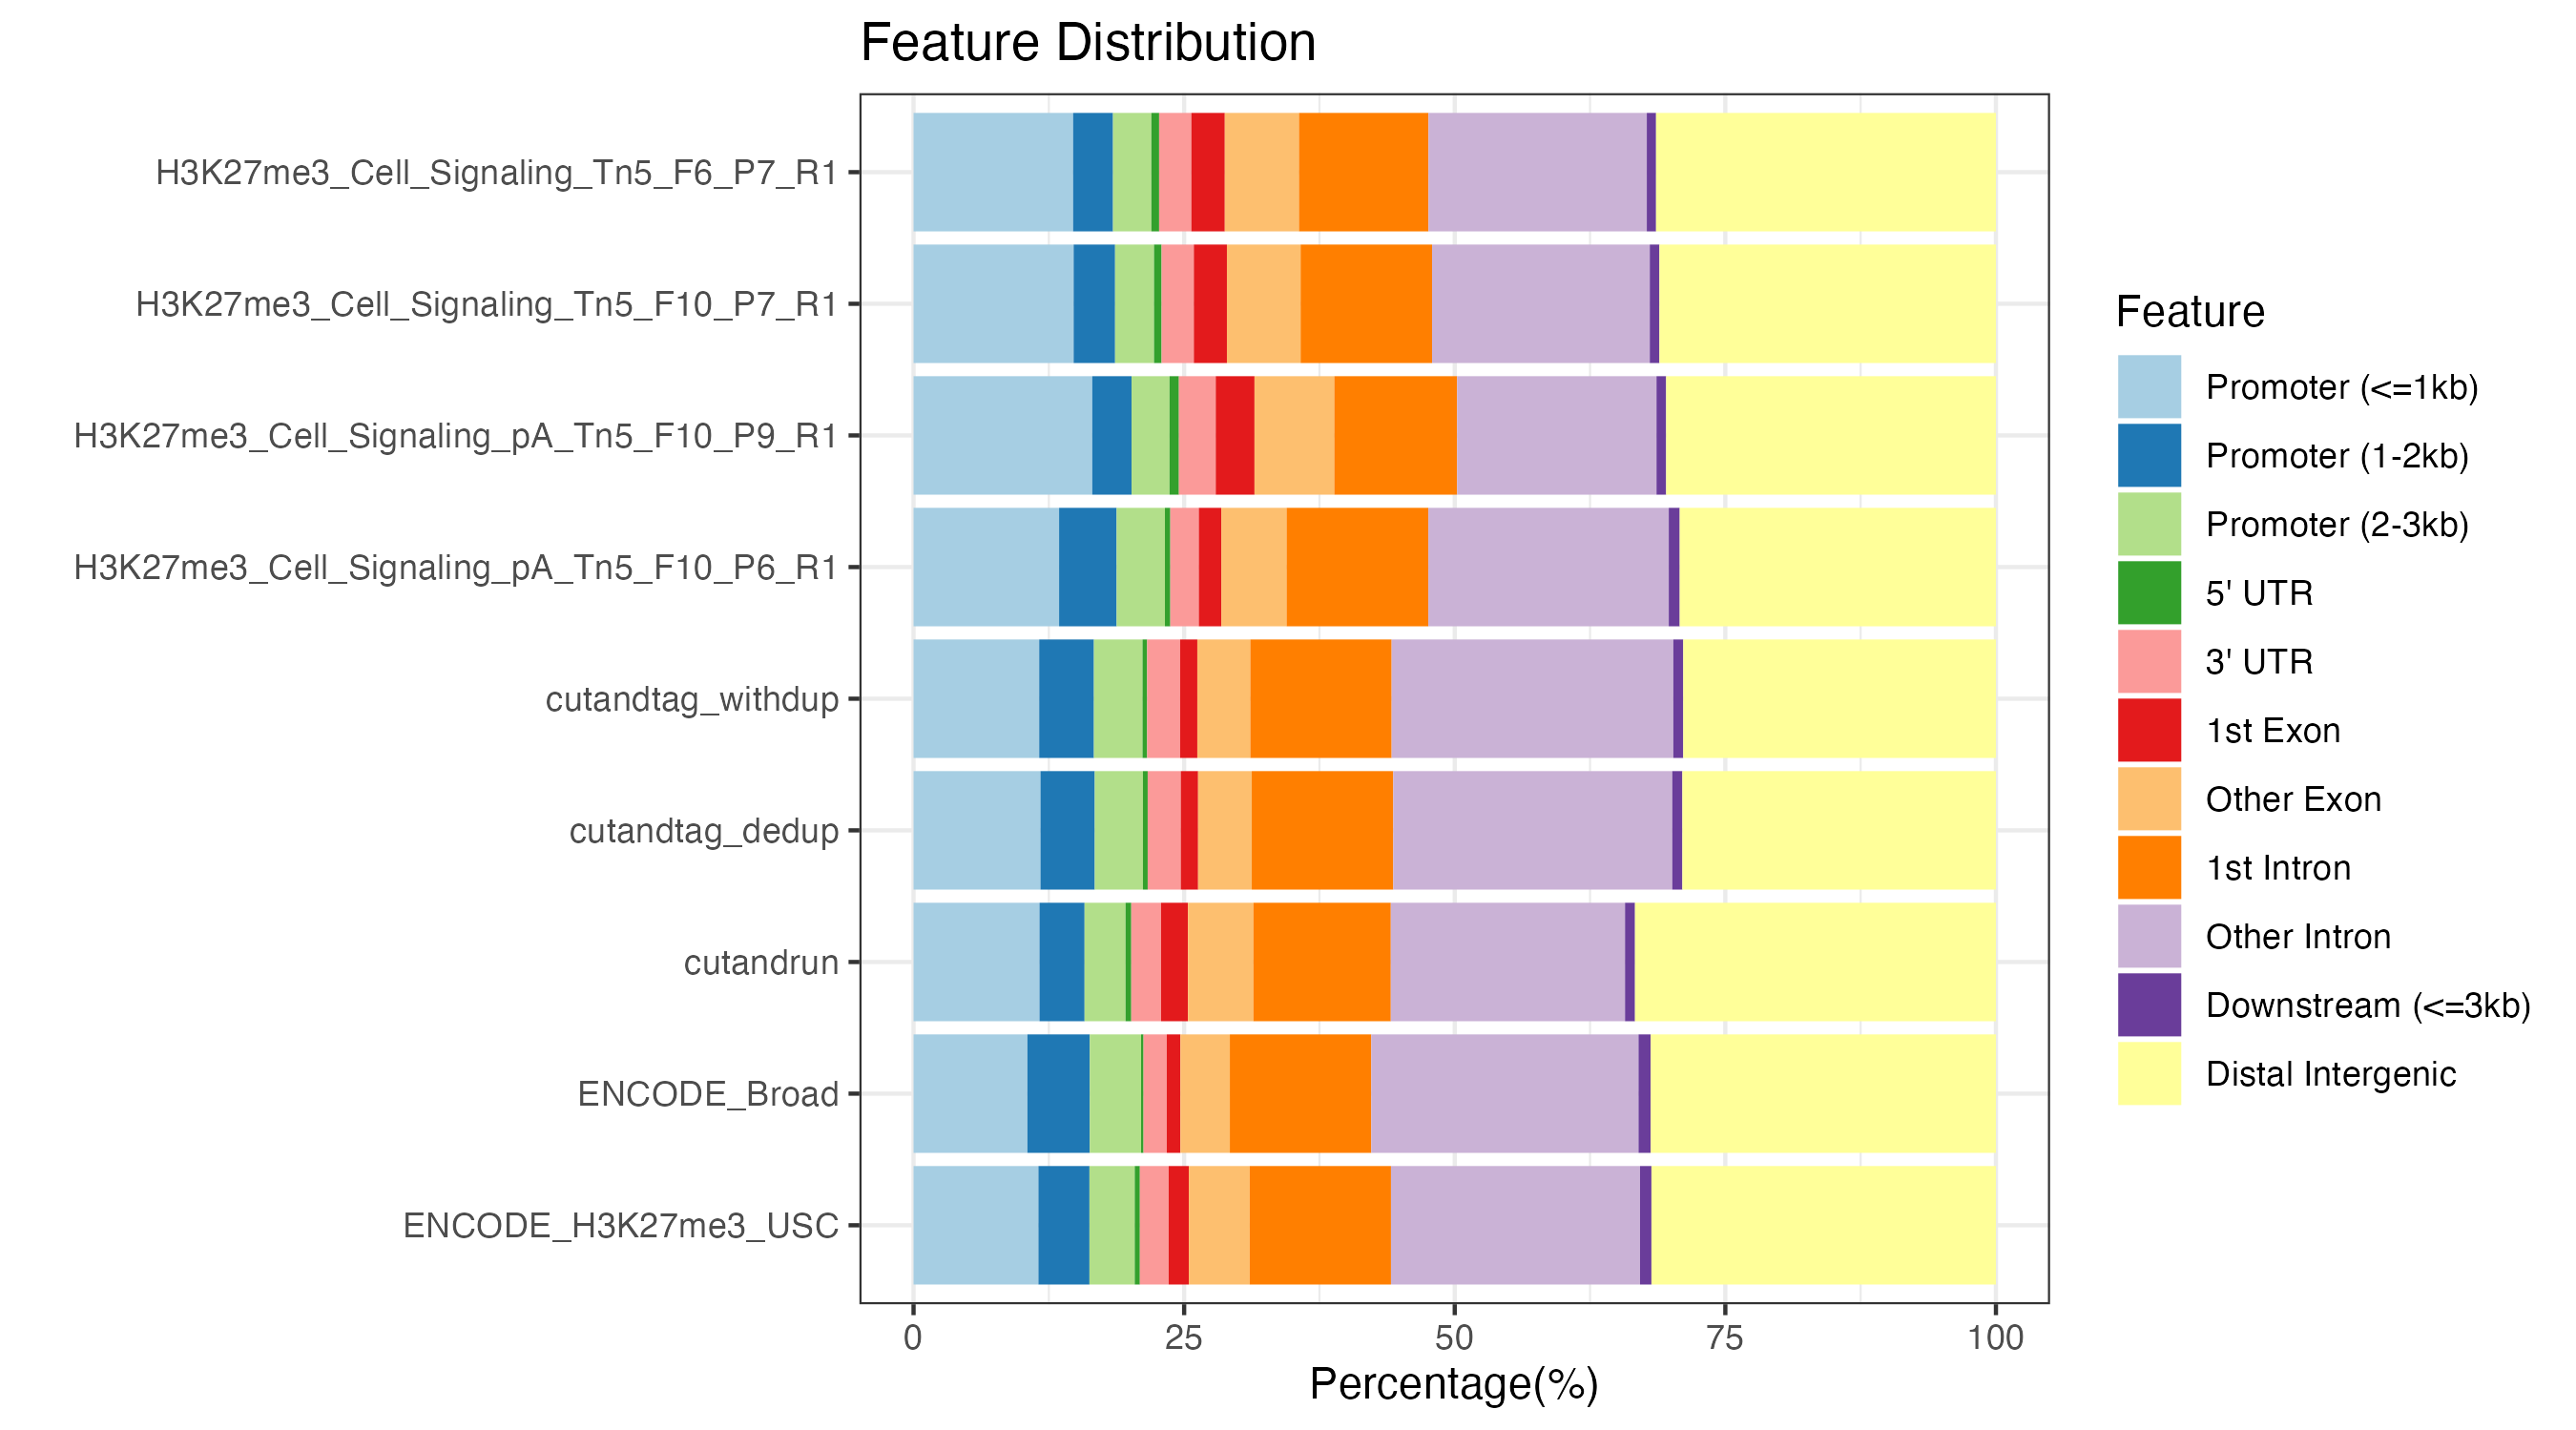 Feature Distribution
H3K27me3_Cell_Signaling_Tn5_F6_P7_R1
H3K27me3_Cell_Signaling_Tn5_F10_P7_R1
H3K27me3_Cell_Signaling_pA_Tn5_F10_P9_R1
H3K27me3_Cell_Signaling_pA_Tn5_F10_P6_R1
cutandtag_withdup
cutandtag_dedup
cutandrun
ENCODE_Broad
ENCODE_H3K27me3_USC
0 25 50 75 100
Percentage(%)
Feature
Promoter (<=1kb)
Promoter (1-2kb)
Promoter (2-3kb)
5' UTR
3' UTR
1st Exon
Other Exon
1st Intron
Other Intron
Downstream (<=3kb)
Distal Intergenic